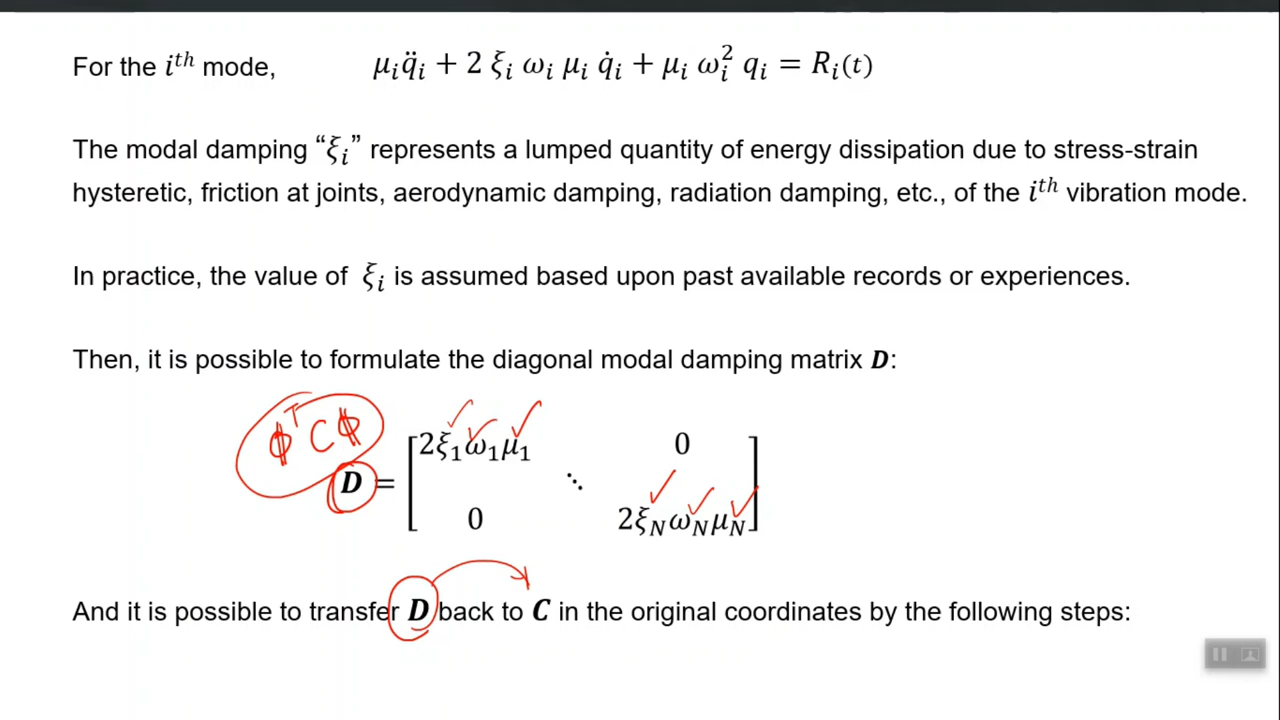 For the iᵗʰ mode, μᵢq̈ᵢ + 2 ξᵢ ωᵢ μᵢ q̇ᵢ + μᵢ ωᵢ² qᵢ = Rᵢ(t)
The modal damping “ξᵢ” represents a lumped quantity of energy dissipation due to stress-strain
hysteretic, friction at joints, aerodynamic damping, radiation damping, etc., of the iᵗʰ vibration mode.
In practice, the value of ξᵢ is assumed based upon past available records or experiences.
Then, it is possible to formulate the diagonal modal damping matrix D:
ϕᵀCϕ
2ξ₁ω₁μ₁ 0
D = [ ⋱ ]
0 2ξ_Nω_Nμ_N
And it is possible to transfer D back to C in the original coordinates by the following steps: